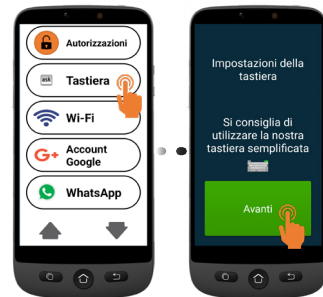 Autorizzazioni
ask
Tastiera
Wi-Fi
G+
Account
Google
WhatsApp
Impostazioni della
tastiera
Si consiglia di
utilizzare la nostra
tastiera semplificata
Avanti